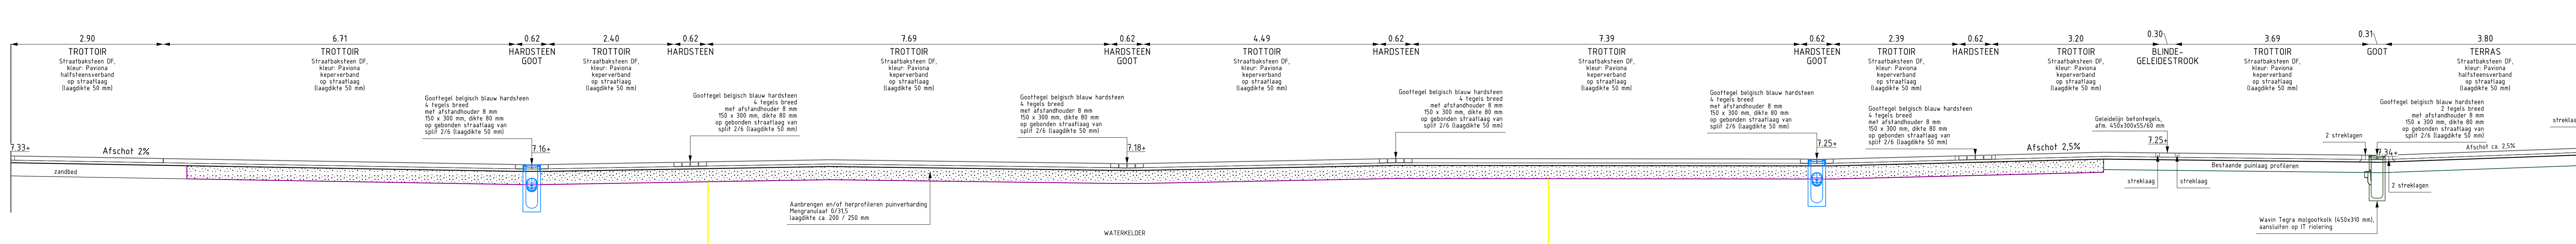 2.90
TROTTOIR
Straatbaksteen DF,
kleur: Paviona
halfsteensverband
op straatlaag
(laagdikte 50 mm)
6.71
TROTTOIR
Straatbaksteen DF,
kleur: Paviona
keperverband
op straatlaag
(laagdikte 50 mm)
0.62
HARDSTEEN
GOOT
2.40
TROTTOIR
Straatbaksteen DF,
kleur: Paviona
keperverband
op straatlaag
(laagdikte 50 mm)
0.62
HARDSTEEN
7.69
TROTTOIR
Straatbaksteen DF,
kleur: Paviona
keperverband
op straatlaag
(laagdikte 50 mm)
0.62
HARDSTEEN
GOOT
4.49
TROTTOIR
Straatbaksteen DF,
kleur: Paviona
keperverband
op straatlaag
(laagdikte 50 mm)
0.62
HARDSTEEN
7.39
TROTTOIR
Straatbaksteen DF,
kleur: Paviona
keperverband
op straatlaag
(laagdikte 50 mm)
0.62
HARDSTEEN
GOOT
2.39
TROTTOIR
Straatbaksteen DF,
kleur: Paviona
keperverband
op straatlaag
(laagdikte 50 mm)
0.62
HARDSTEEN
3.20
TROTTOIR
Straatbaksteen DF,
kleur: Paviona
keperverband
op straatlaag
(laagdikte 50 mm)
0.30
BLINDE-
GELEIDESTROOK
3.69
TROTTOIR
Straatbaksteen DF,
kleur: Paviona
keperverband
op straatlaag
(laagdikte 50 mm)
0.31
GOOT
3.80
TERRAS
Straatbaksteen DF,
kleur: Paviona
halfsteensverband
op straatlaag
(laagdikte 50 mm)
Goottegel belgisch blauw hardsteen
4 tegels breed
met afstandhouder 8 mm
150 x 300 mm, dikte 80 mm
op gebonden straatlaag van
split 2/6 (laagdikte 50 mm)
Goottegel belgisch blauw hardsteen
4 tegels breed
met afstandhouder 8 mm
150 x 300 mm, dikte 80 mm
op gebonden straatlaag van
split 2/6 (laagdikte 50 mm)
Goottegel belgisch blauw hardsteen
4 tegels breed
met afstandhouder 8 mm
150 x 300 mm, dikte 80 mm
op gebonden straatlaag van
split 2/6 (laagdikte 50 mm)
Goottegel belgisch blauw hardsteen
4 tegels breed
met afstandhouder 8 mm
150 x 300 mm, dikte 80 mm
op gebonden straatlaag van
split 2/6 (laagdikte 50 mm)
Goottegel belgisch blauw hardsteen
4 tegels breed
met afstandhouder 8 mm
150 x 300 mm, dikte 80 mm
op gebonden straatlaag van
split 2/6 (laagdikte 50 mm)
Goottegel belgisch blauw hardsteen
4 tegels breed
met afstandhouder 8 mm
150 x 300 mm, dikte 80 mm
op gebonden straatlaag van
split 2/6 (laagdikte 50 mm)
Geleidelijn betontegels,
afm. 450x300x55/60 mm
Goottegel belgisch blauw hardsteen
2 tegels breed
met afstandhouder 8 mm
150 x 300 mm, dikte 80 mm
op gebonden straatlaag van
split 2/6 (laagdikte 50 mm)
2 streklagen
7.33+
Afschot 2%
7.16+
7.18+
7.25+
Afschot 2,5%
7.25+
7.34+
Afschot ca. 2,5%
zandbed
Bestaande puinlaag profileren
streklaag
streklaag
2 streklagen
Aanbrengen en/of herprofileren puinverharding
Mengranulaat 0/31,5
laagdikte ca. 200 / 250 mm
WATERKELDER
Wavin Tegra molgootkolk (450x310 mm),
aansluiten op IT riolering